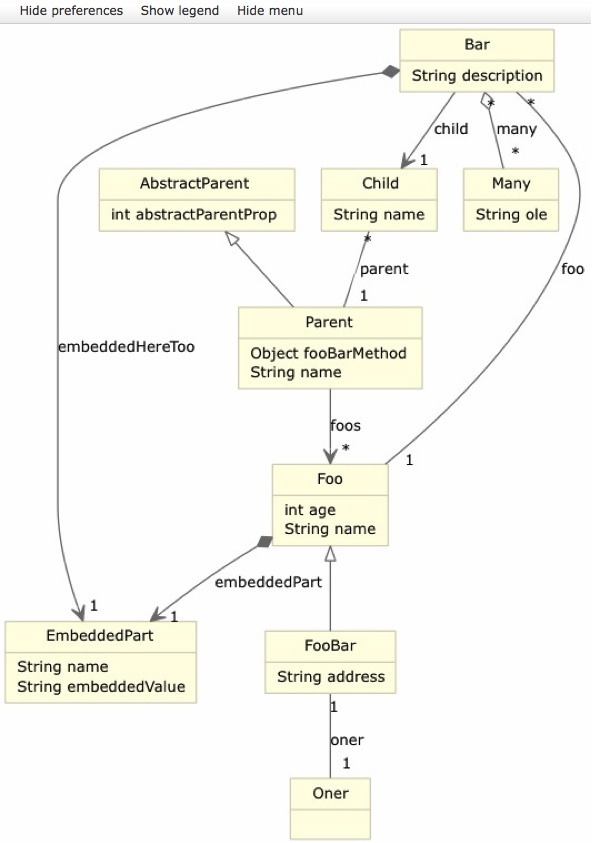 Hide preferences Show legend Hide menu
Bar
String description
* *
child many
1 *
AbstractParent
int abstractParentProp
Child
String name
Many
String ole
*
parent
1
foo
Parent
Object fooBarMethod
String name
embeddedHereToo
foos
*
1
Foo
int age
String name
embeddedPart
1
1
EmbeddedPart
String name
String embeddedValue
FooBar
String address
1
oner
1
Oner